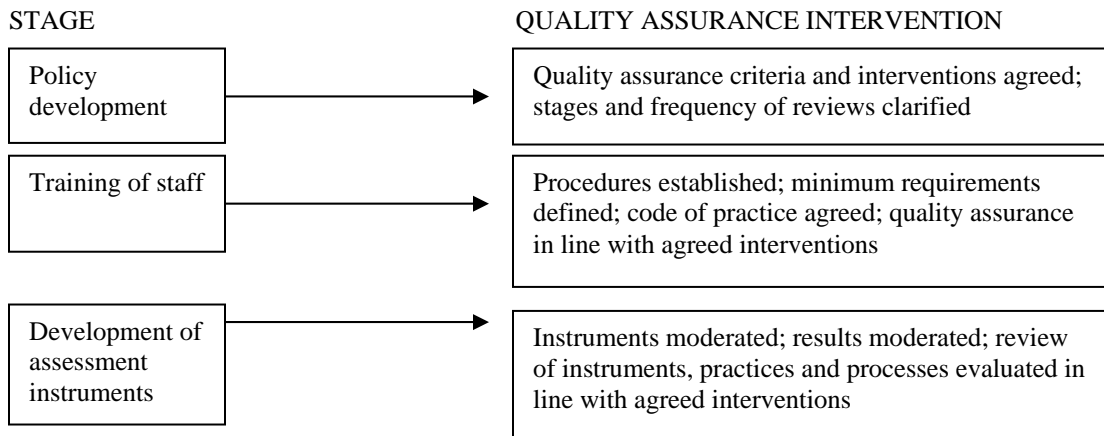 STAGE
QUALITY ASSURANCE INTERVENTION
Policy
development
Quality assurance criteria and interventions agreed;
stages and frequency of reviews clarified
Training of staff
Procedures established; minimum requirements
defined; code of practice agreed; quality assurance
in line with agreed interventions
Development of
assessment
instruments
Instruments moderated; results moderated; review
of instruments, practices and processes evaluated in
line with agreed interventions